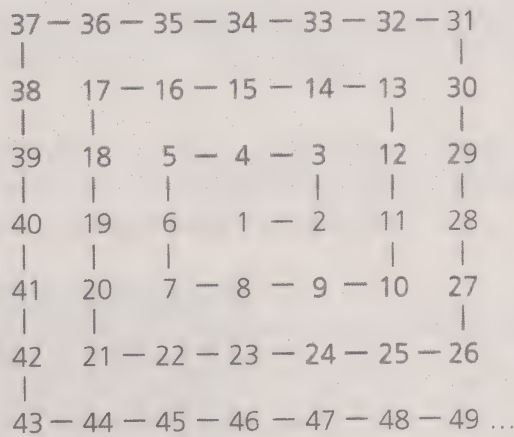 37 — 36 — 35 — 34 — 33 — 32 — 31
38 17 — 16 — 15 — 14 — 13 30
39 18 5 — 4 — 3 12 29
40 19 6 1 — 2 11 28
41 20 7 — 8 — 9 — 10 27
42 21 — 22 — 23 — 24 — 25 — 26
43 — 44 — 45 — 46 — 47 — 48 — 49 ...